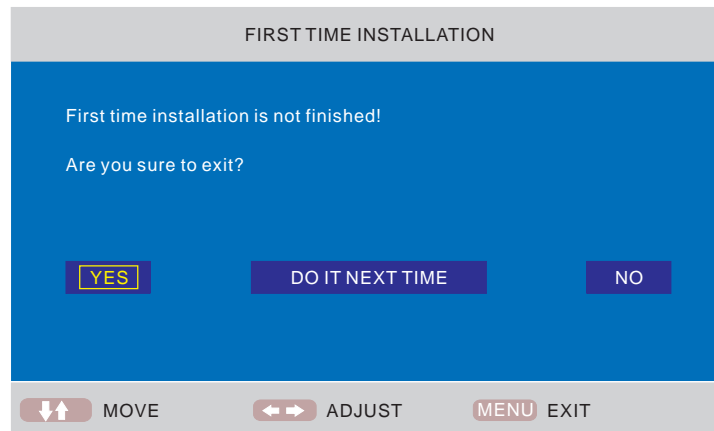 FIRST TIME INSTALLATION
First time installation is not finished!
Are you sure to exit?
YES DO IT NEXT TIME NO
MOVE ADJUST MENU EXIT